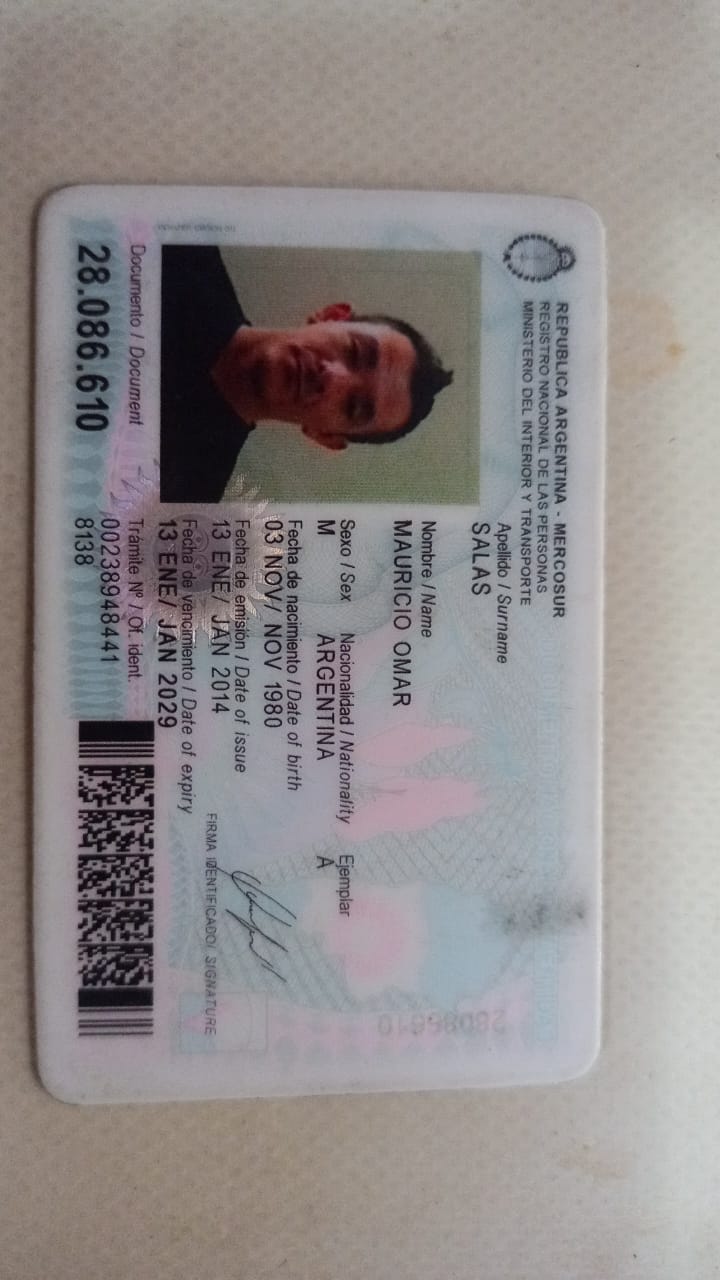 REPUBLICA ARGENTINA - MERCOSUR
REGISTRO NACIONAL DE LAS PERSONAS
MINISTERIO DEL INTERIOR Y TRANSPORTE
Apellido / Surname
SALAS
Nombre / Name
MAURICIO OMAR
Sexo / Sex Nacionalidad / Nationality Ejemplar
M ARGENTINA A
Fecha de nacimiento / Date of birth
03 NOV/ NOV 1980
Fecha de emisión / Date of issue
13 ENE/ JAN 2014
Fecha de vencimiento / Date of expiry
13 ENE/ JAN 2029
FIRMA IDENTIFICADO/ SIGNATURE
Documento / Document
28.086.610
Trámite Nº / Of. ident.
00238948441
8138
28086610